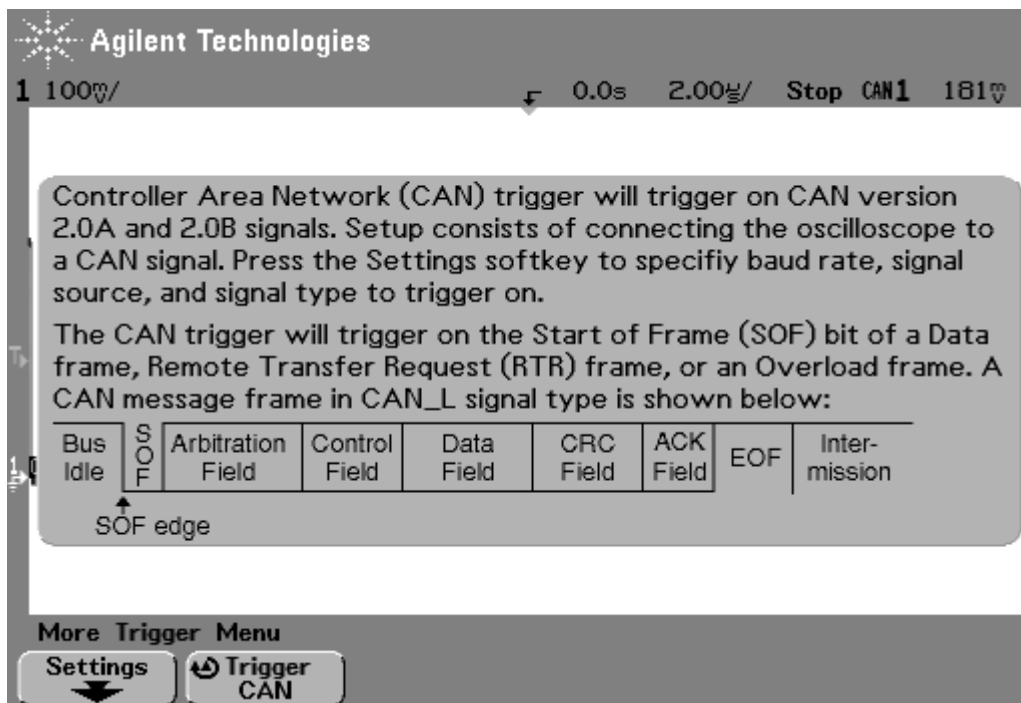 Agilent Technologies
1 100mV/ 0.0s 2.00us/ Stop CAN1 181mV
Controller Area Network (CAN) trigger will trigger on CAN version
2.0A and 2.0B signals. Setup consists of connecting the oscilloscope to
a CAN signal. Press the Settings softkey to specifiy baud rate, signal
source, and signal type to trigger on.
The CAN trigger will trigger on the Start of Frame (SOF) bit of a Data
frame, Remote Transfer Request (RTR) frame, or an Overload frame. A
CAN message frame in CAN_L signal type is shown below:
T
1
Bus Idle
SOF
Arbitration Field
Control Field
Data Field
CRC Field
ACK Field
EOF
Inter-
mission
SOF edge
More Trigger Menu
Settings
Trigger
CAN